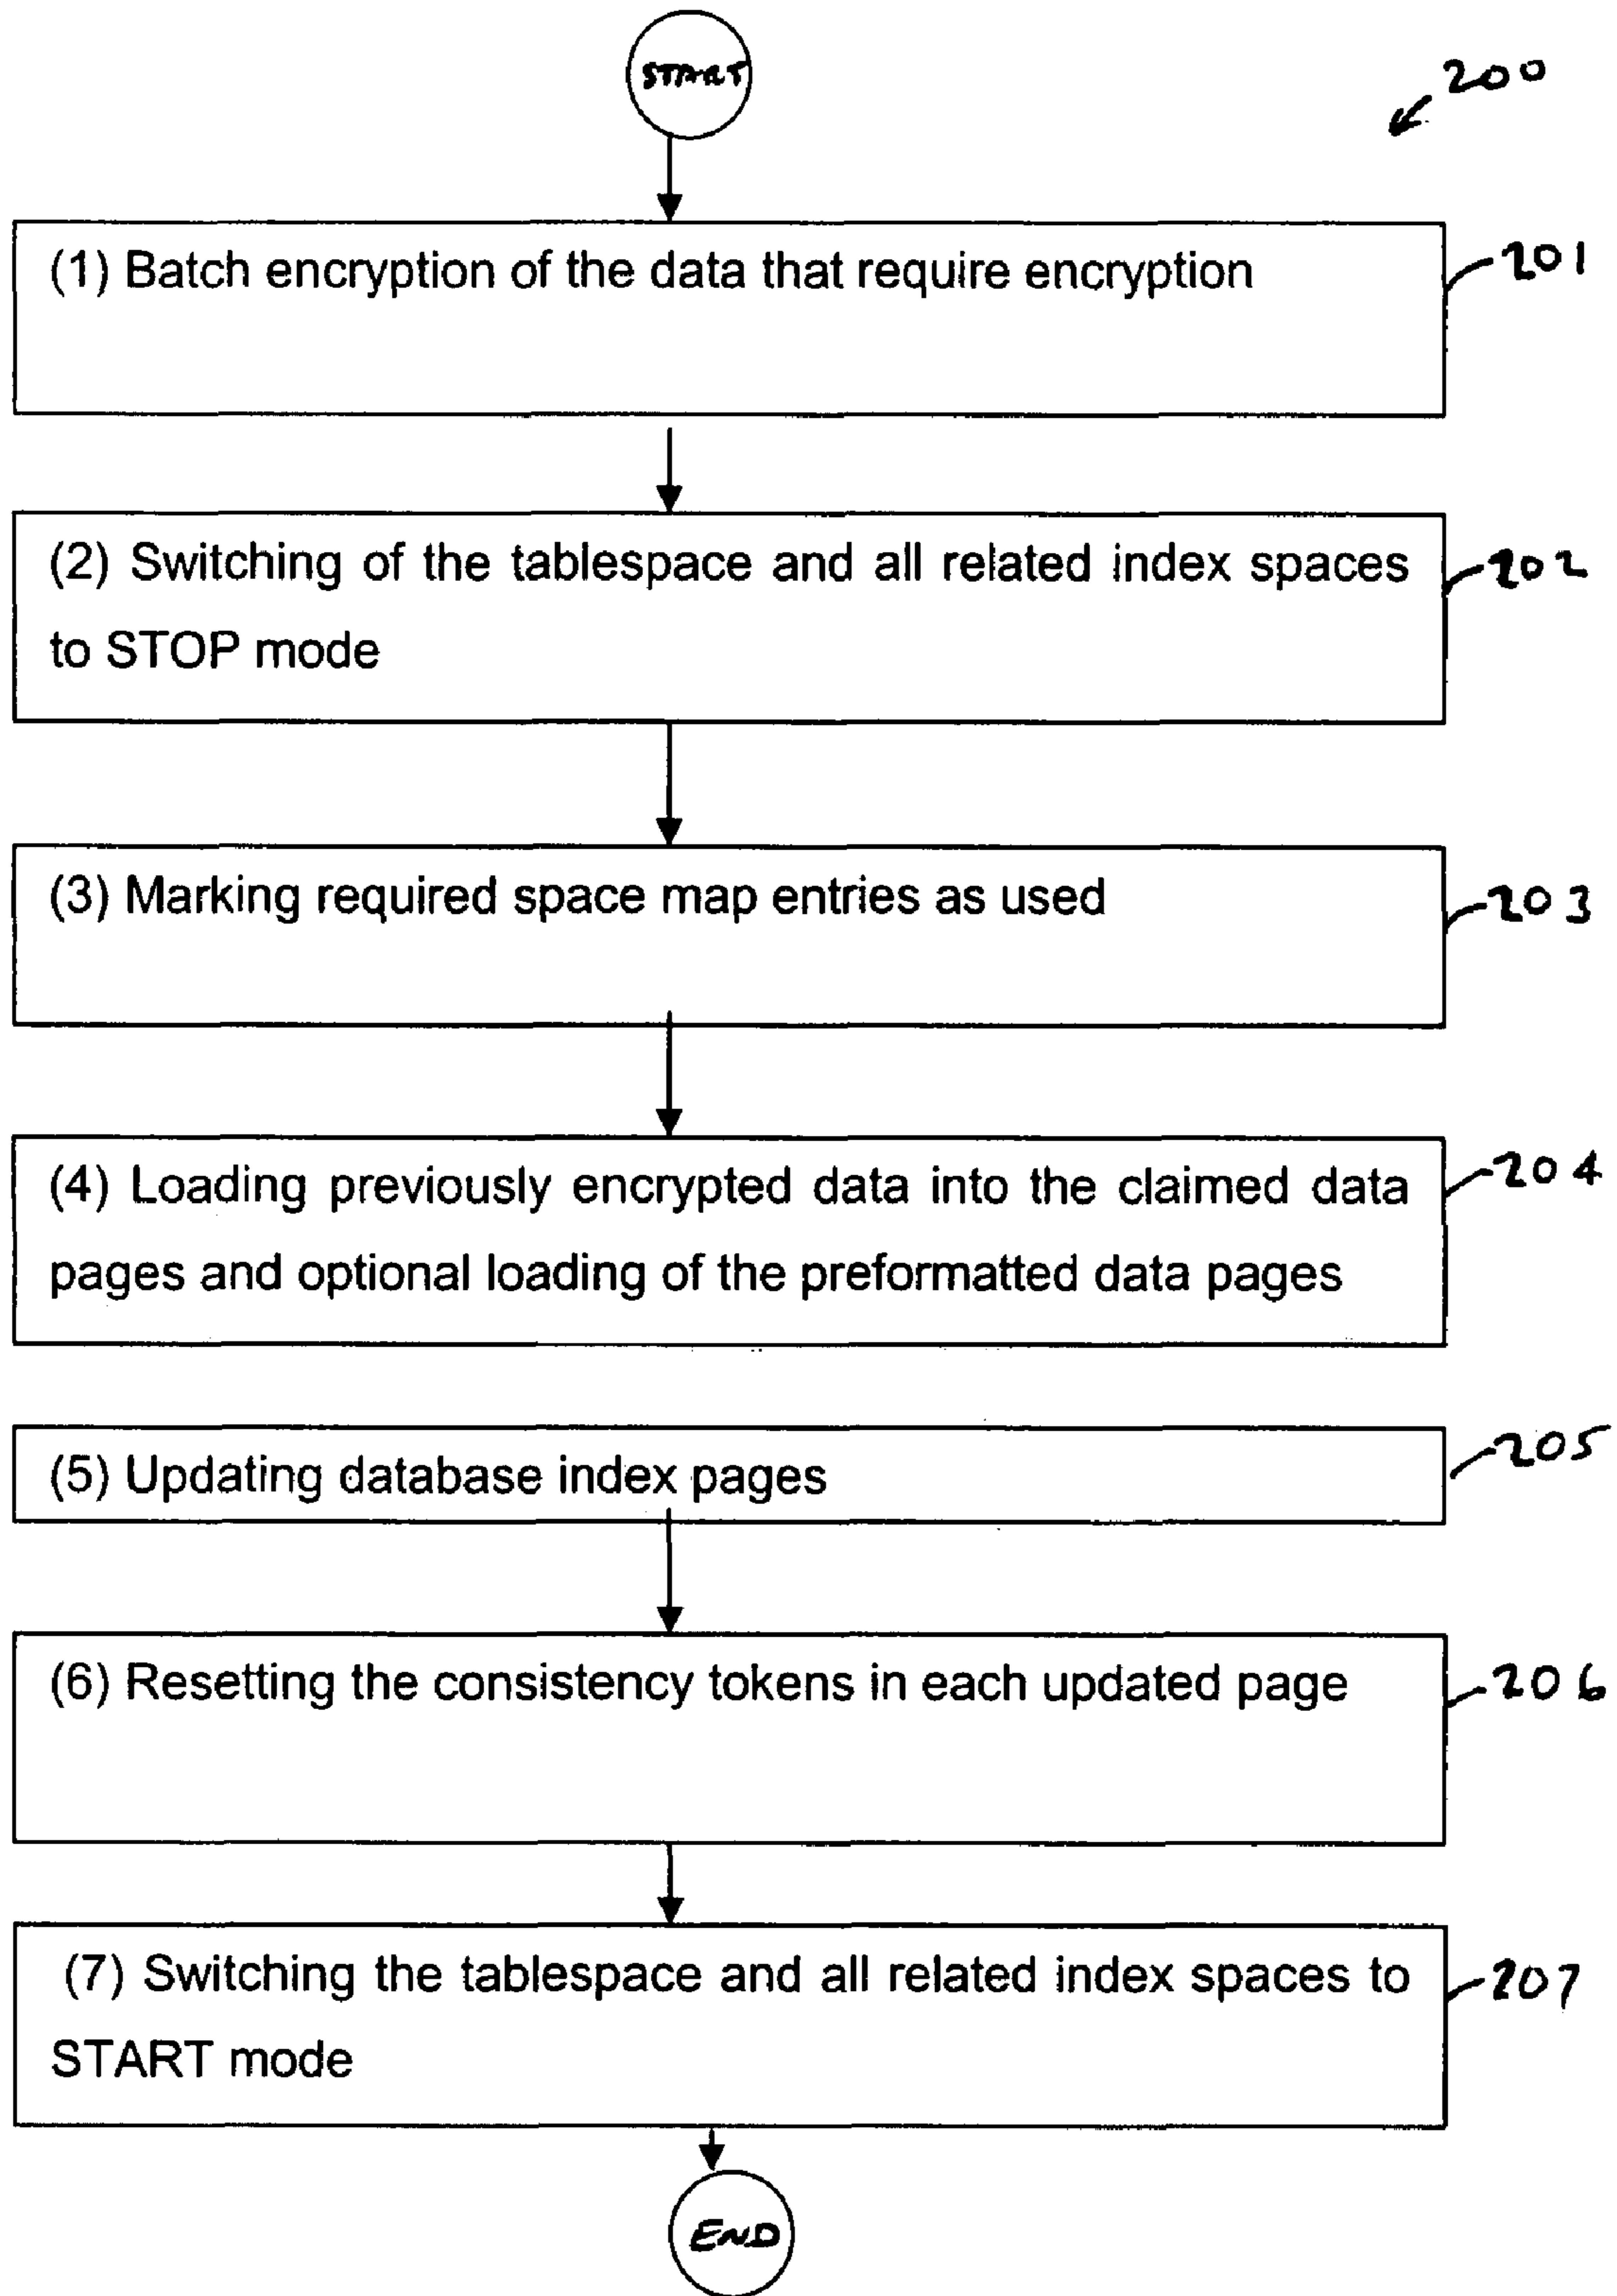 START
200
(1) Batch encryption of the data that require encryption
201
(2) Switching of the tablespace and all related index spaces
to STOP mode
202
(3) Marking required space map entries as used
203
(4) Loading previously encrypted data into the claimed data
pages and optional loading of the preformatted data pages
204
(5) Updating database index pages
205
(6) Resetting the consistency tokens in each updated page
206
(7) Switching the tablespace and all related index spaces to
START mode
207
END